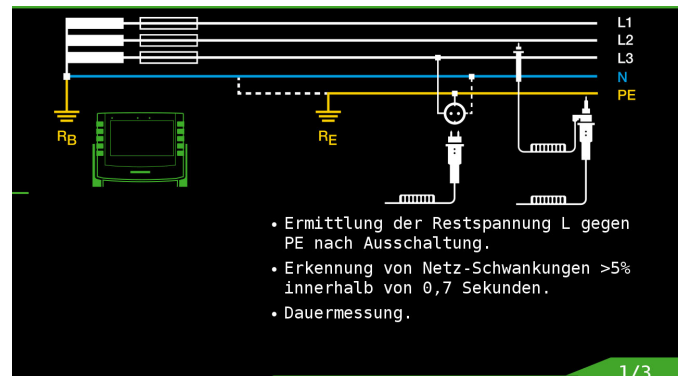 L1
L2
L3
N
PE
RB
RE
• Ermittlung der Restspannung L gegen
PE nach Ausschaltung.
• Erkennung von Netz-Schwankungen >5%
innerhalb von 0,7 Sekunden.
• Dauermessung.
1/3